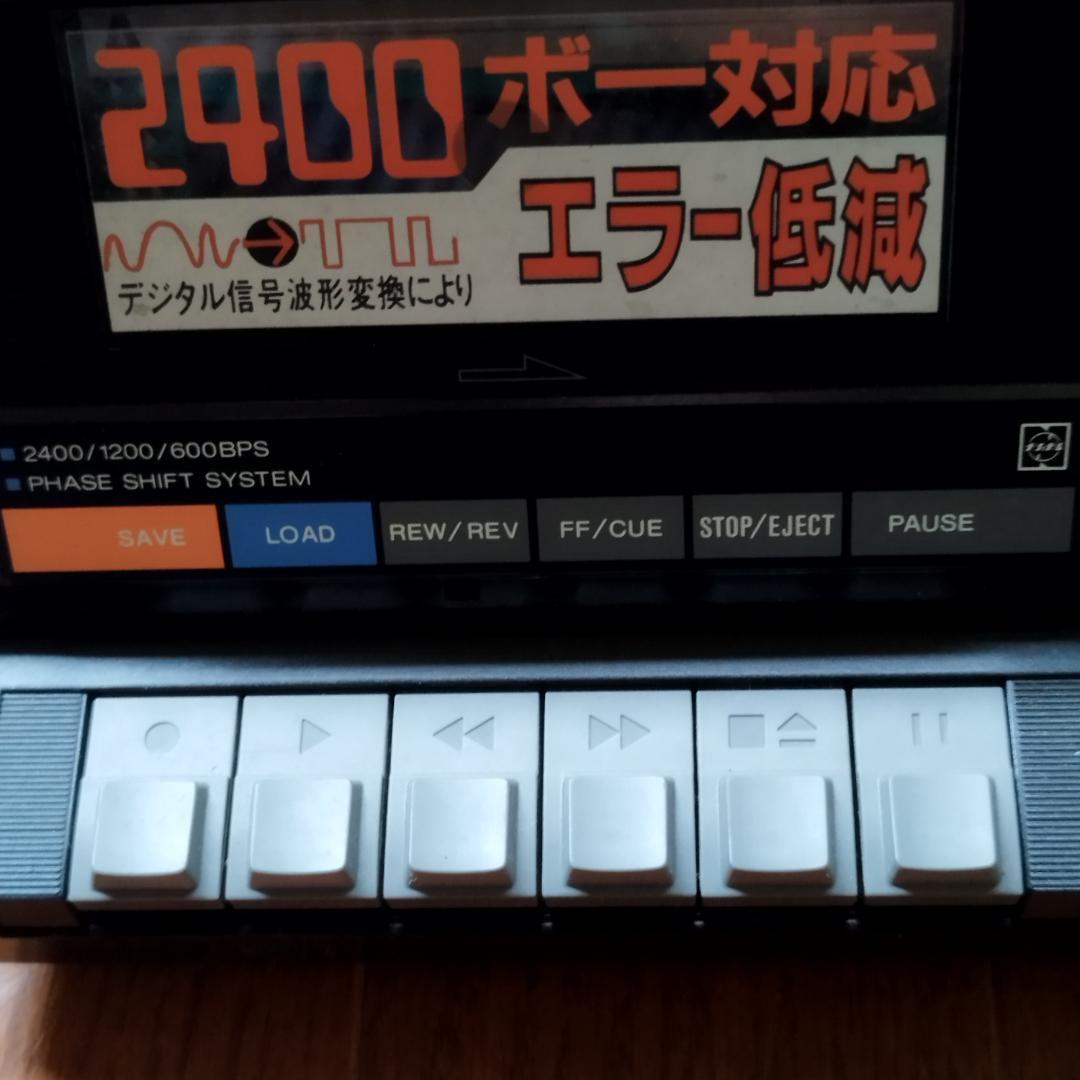 2400 ボー対応
エラー低減
デジタル信号波形変換により
2400/1200/600BPS
PHASE SHIFT SYSTEM
SAVE LOAD REW/REV FF/CUE STOP/EJECT PAUSE